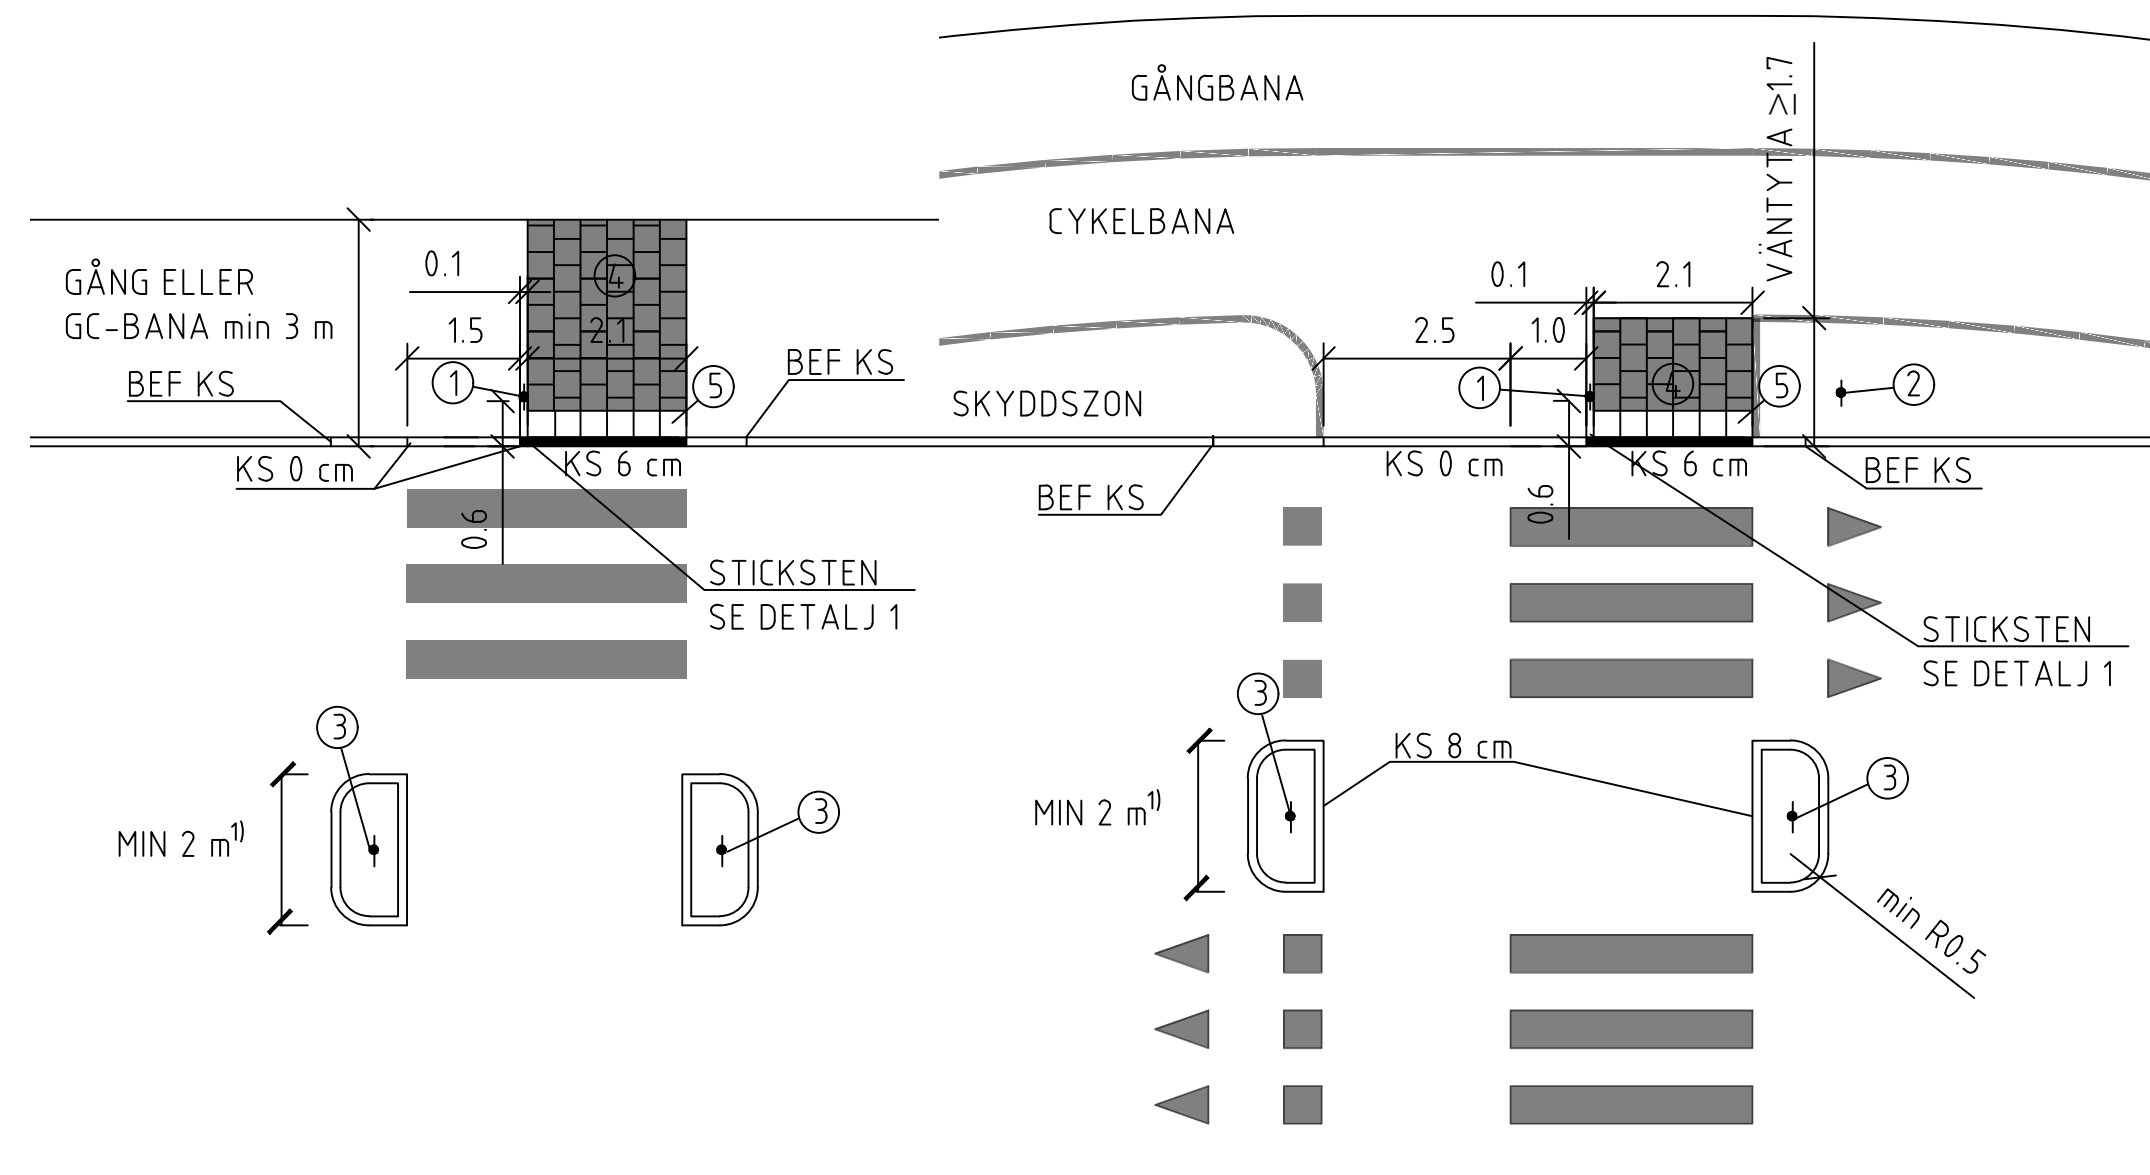 GÅNG ELLER
GC-BANA min 3 m
0.1
1.5
2.1
4
1
5
BEF KS
BEF KS
KS 0 cm
KS 6 cm
0.6
STICKSTEN
SE DETALJ 1
3
3
MIN 2 m¹⁾
GÅNGBANA
CYKELBANA
VÄNTYTA ≥1.7
0.1
2.1
2.5
1.0
SKYDDSZON
1
4
5
2
KS 0 cm
KS 6 cm
BEF KS
BEF KS
0.6
STICKSTEN
SE DETALJ 1
3
KS 8 cm
3
MIN 2 m¹⁾
min R0.5